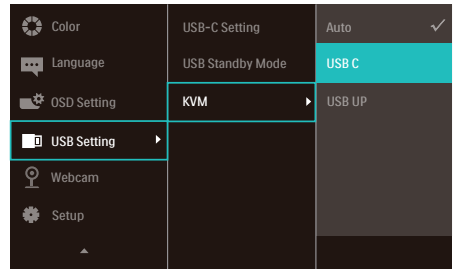 Color
Language
OSD Setting
USB Setting
Webcam
Setup
USB-C Setting
USB Standby Mode
KVM
Auto
USB C
USB UP